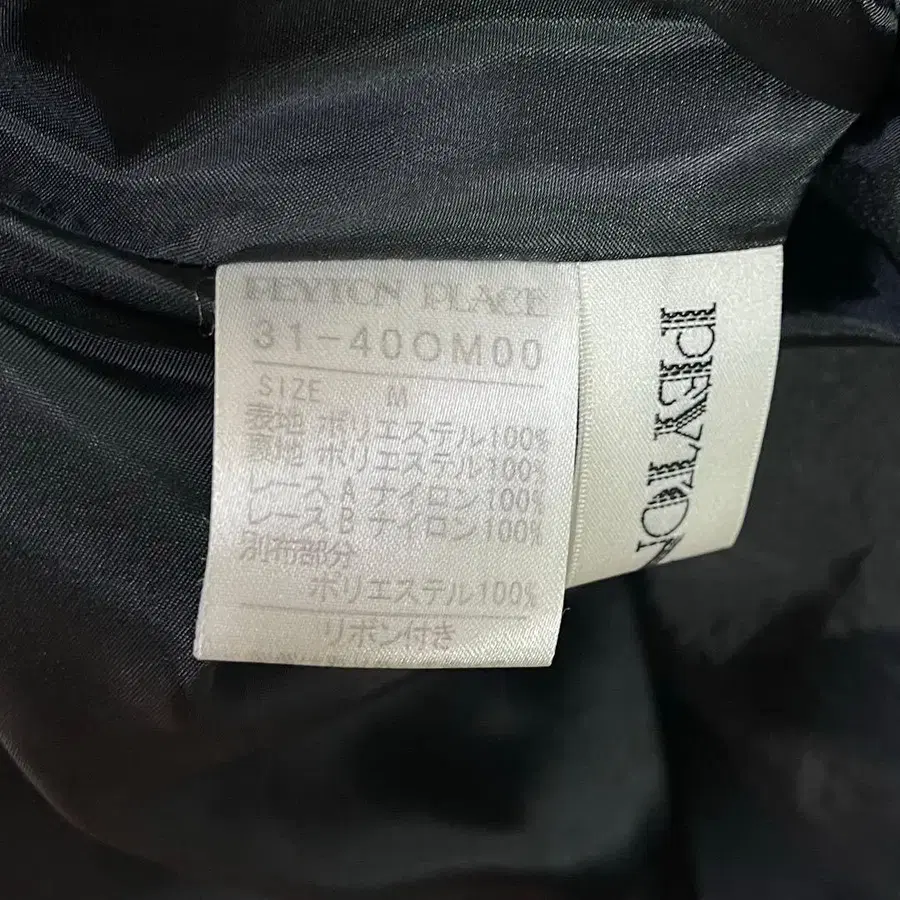 PEYTON PLACE
31-40OM00
SIZE M
表地 ポリエステル100%
裏地 ポリエステル100%
レースA ナイロン100%
レースB ナイロン100%
別布部分
ポリエステル100%
リボン付き
PEYTON